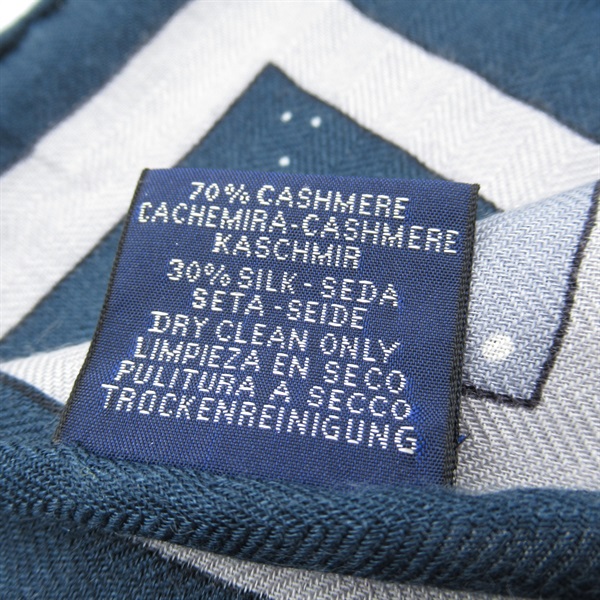 70% CASHMERE
CACHEMIRA-CASHMERE
KASCHMIR
30% SILK-SEDA
SETA-SEIDE
DRY CLEAN ONLY
LIMPIEZA EN SECO
PULITURA A SECCO
TROCKENREINIGUNG